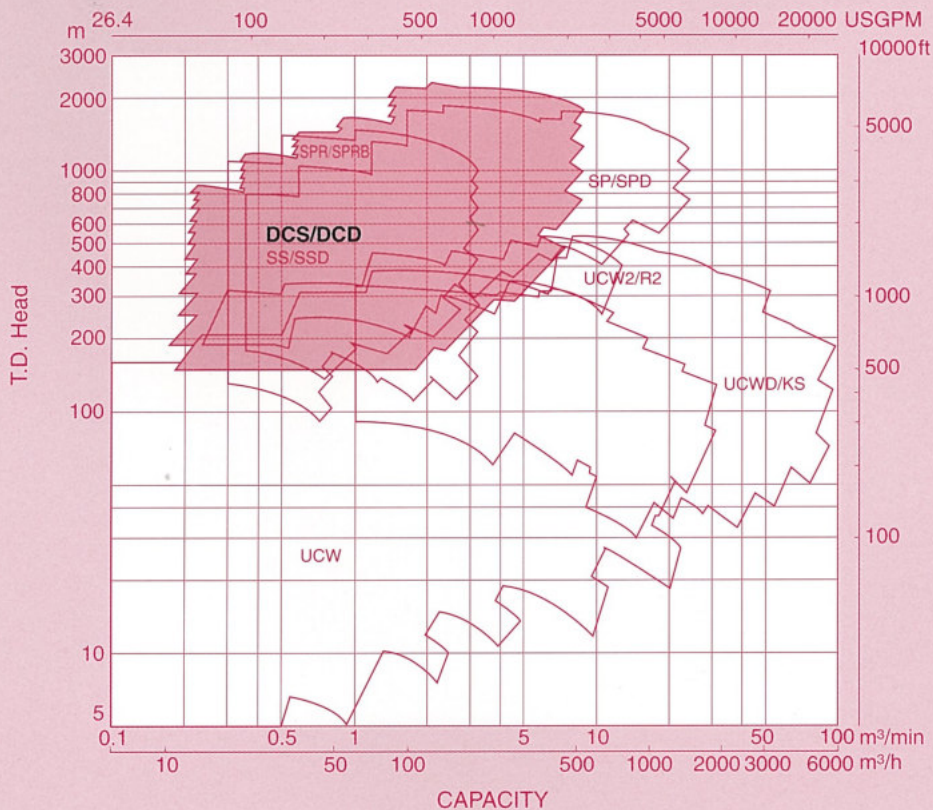 m 26.4 100 500 1000 5000 10000 20000 USGPM
10000 ft
3000
2000
5000
SPR/SPRB
1000
SP/SPD
800
600
DCS/DCD
500
SS/SSD
400
UCW2/R2
300
1000
200
500
UCWD/KS
100
T.D. Head
100
UCW
10
5
0.1 0.5 1 5 10 50 100 m³/min
10 50 100 500 1000 2000 3000 6000 m³/h
CAPACITY